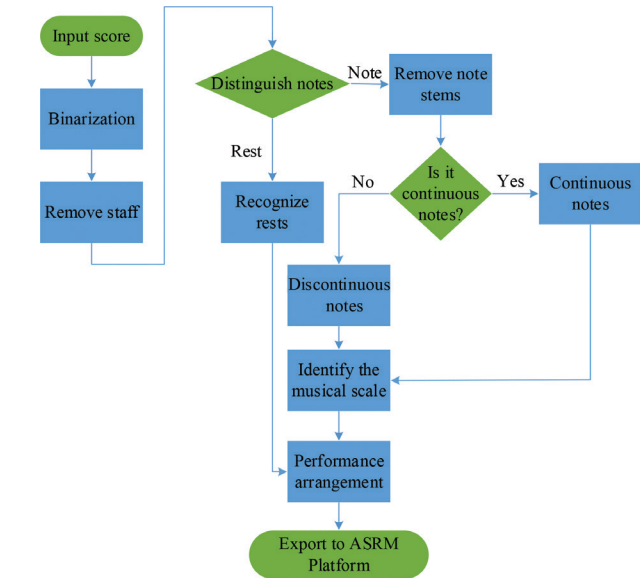 Input score
Binarization
Remove staff
Distinguish notes
Note
Remove note
stems
Rest
Recognize
rests
Is it
continuous
notes?
No
Yes
Continuous
notes
Discontinuous
notes
Identify the
musical scale
Performance
arrangement
Export to ASRM
Platform